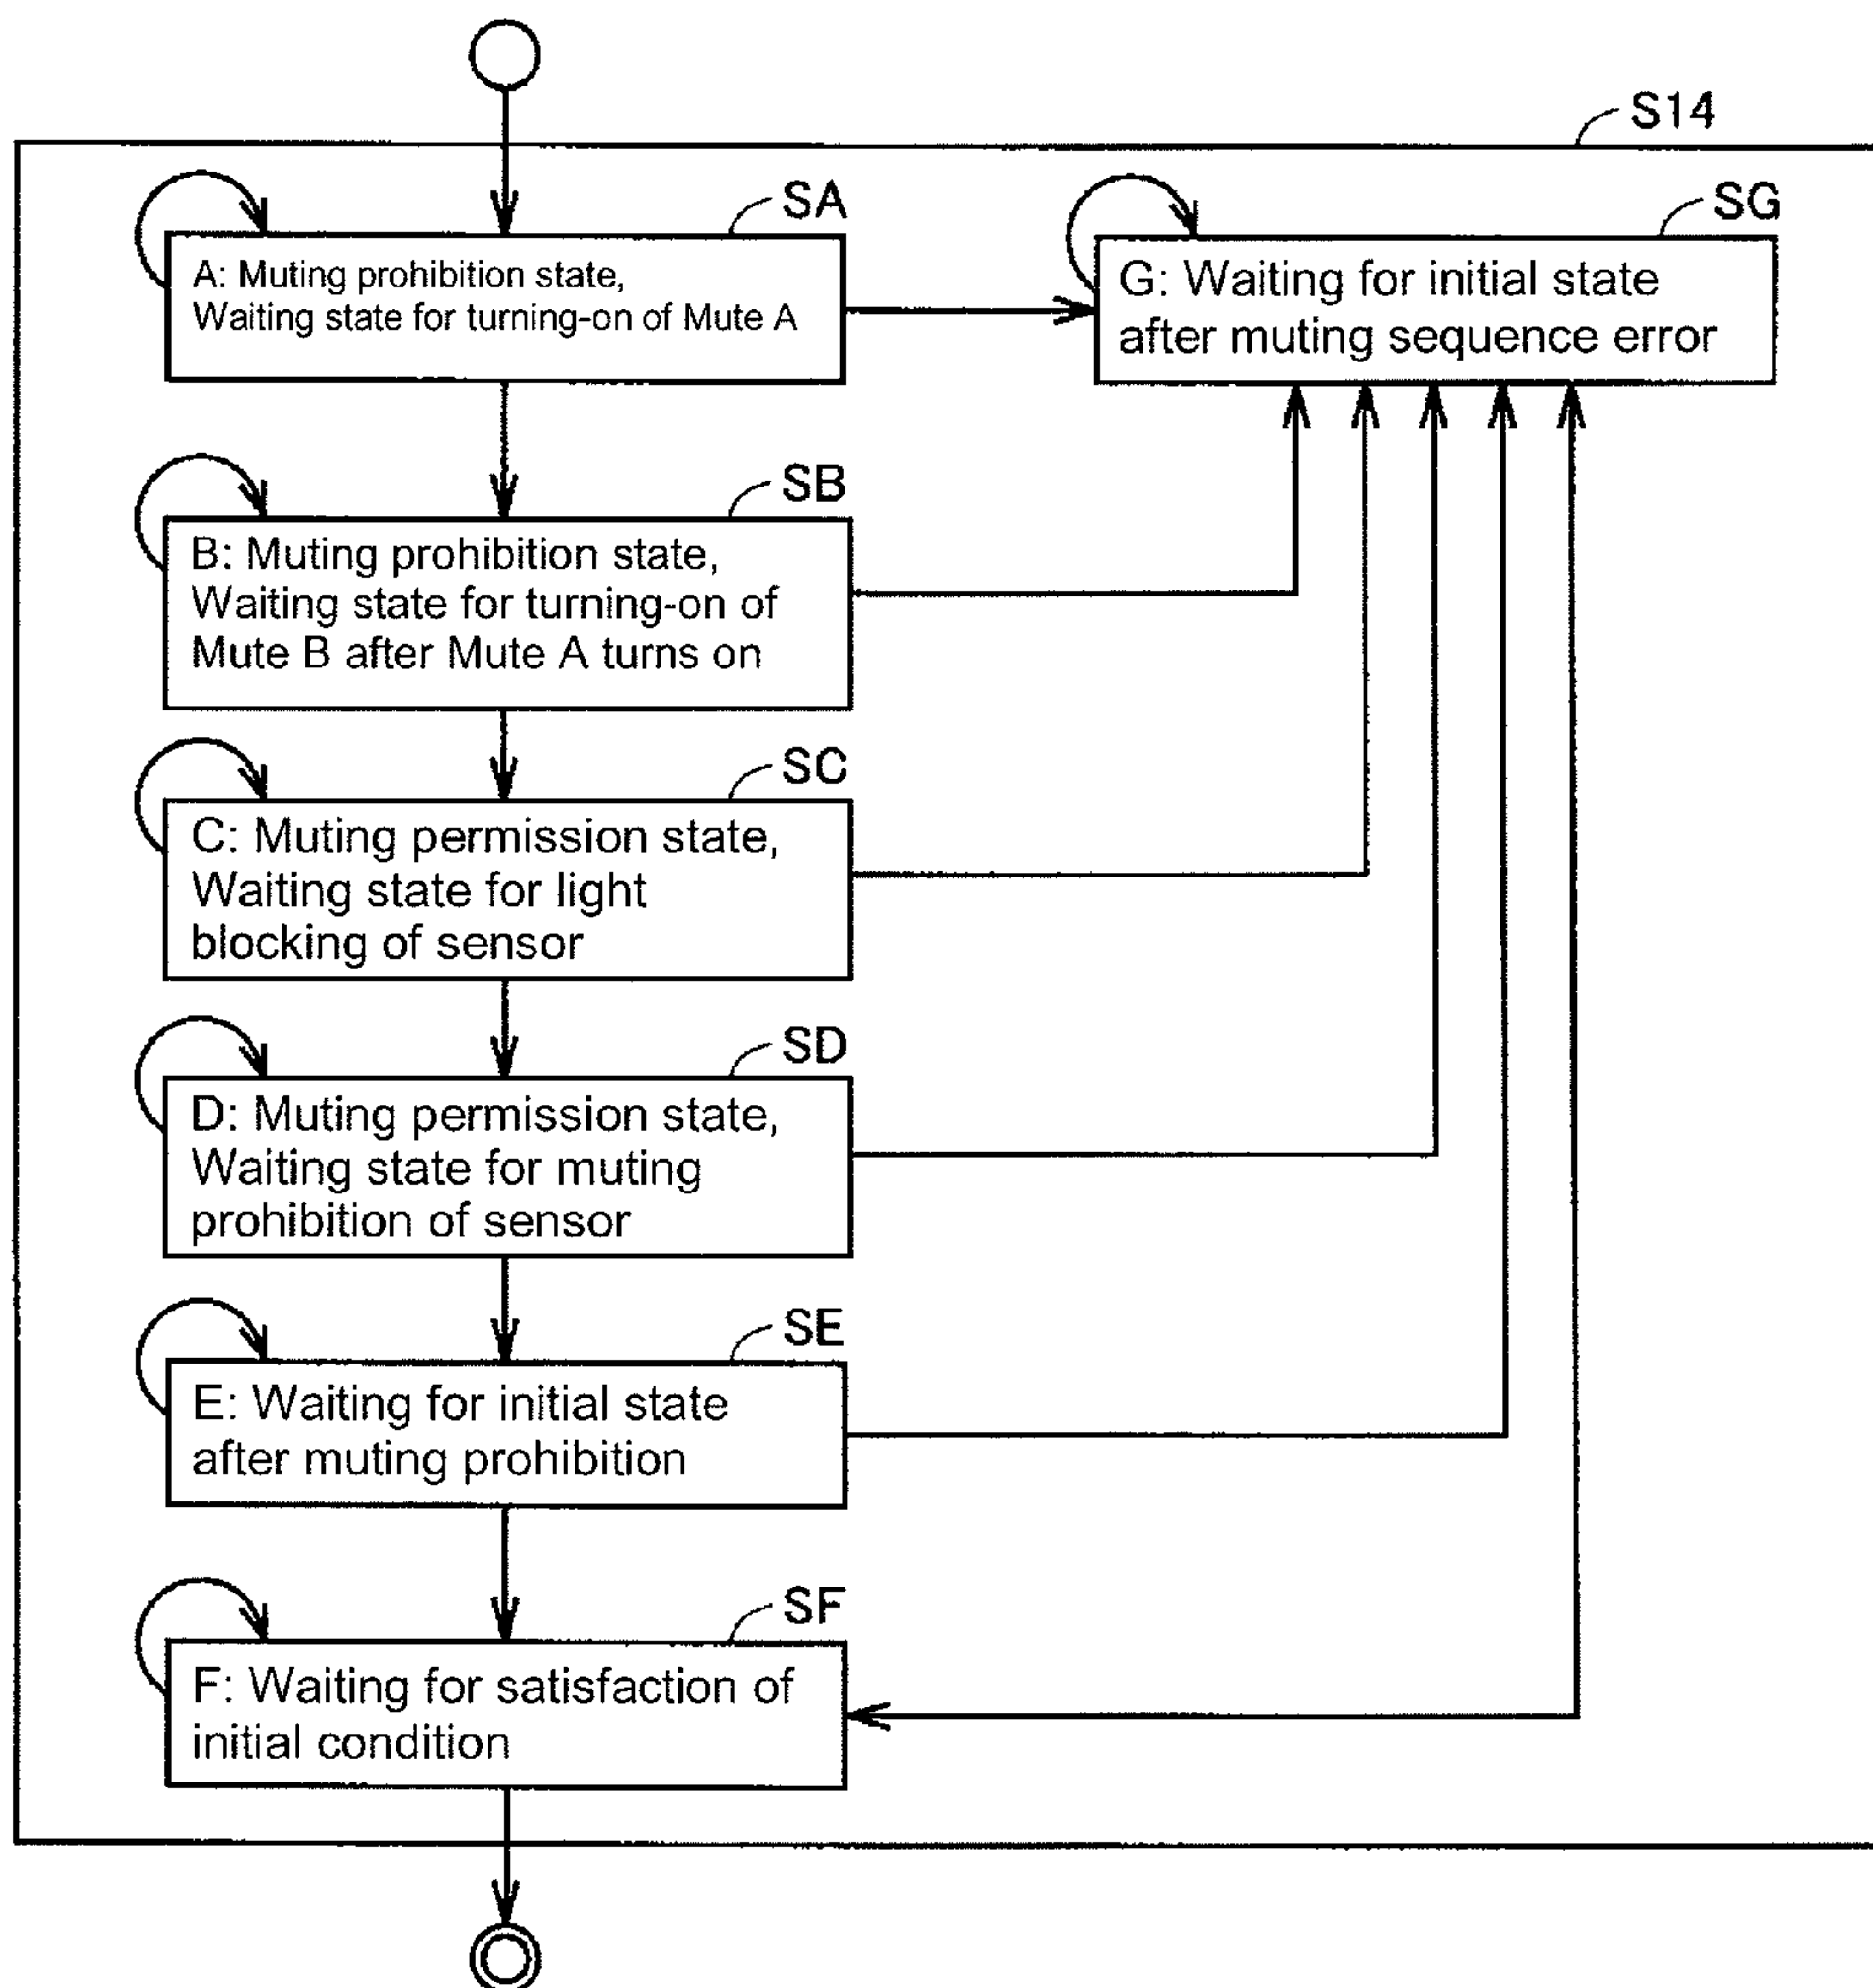 S14
SA
A: Muting prohibition state,
Waiting state for turning-on of Mute A
SG
G: Waiting for initial state
after muting sequence error
SB
B: Muting prohibition state,
Waiting state for turning-on of
Mute B after Mute A turns on
SC
C: Muting permission state,
Waiting state for light
blocking of sensor
SD
D: Muting permission state,
Waiting state for muting
prohibition of sensor
SE
E: Waiting for initial state
after muting prohibition
SF
F: Waiting for satisfaction of
initial condition